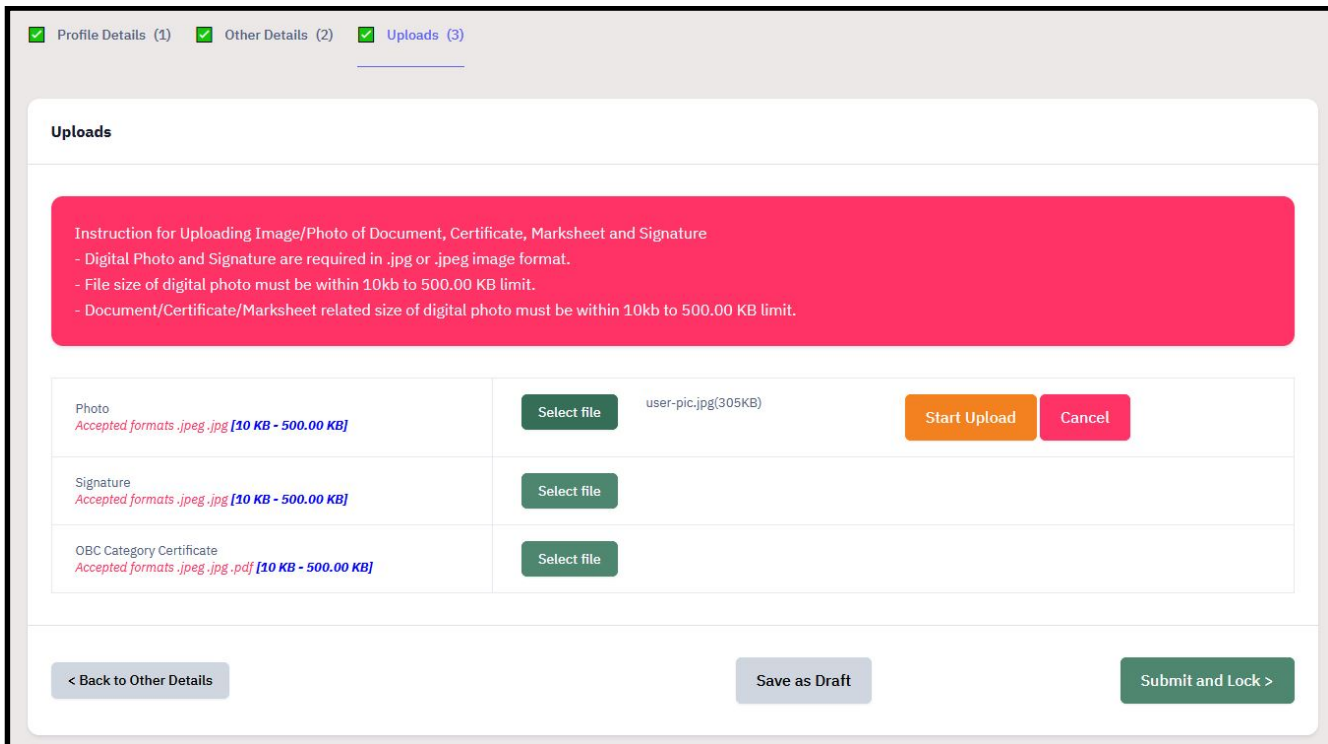 Profile Details (1) Other Details (2) Uploads (3)
Uploads
Instruction for Uploading Image/Photo of Document, Certificate, Marksheet and Signature
- Digital Photo and Signature are required in .jpg or .jpeg image format.
- File size of digital photo must be within 10kb to 500.00 KB limit.
- Document/Certificate/Marksheet related size of digital photo must be within 10kb to 500.00 KB limit.
Photo
Accepted formats .jpeg .jpg [10 KB - 500.00 KB]
Select file user-pic.jpg(305KB) Start Upload Cancel
Signature
Accepted formats .jpeg .jpg [10 KB - 500.00 KB]
Select file
OBC Category Certificate
Accepted formats .jpeg .jpg .pdf [10 KB - 500.00 KB]
Select file
< Back to Other Details Save as Draft Submit and Lock >